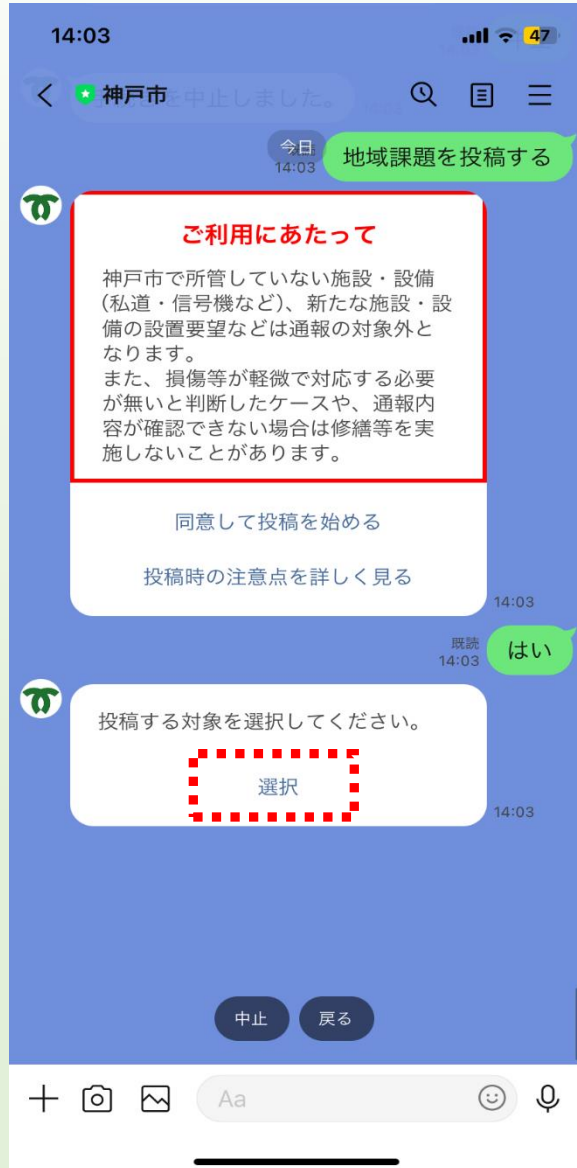 14:03
47
神戸市
を中止しました。
今日
14:03
地域課題を投稿する
ご利用にあたって
神戸市で所管していない施設・設備
(私道・信号機など)、新たな施設・設
備の設置要望などは通報の対象外と
なります。
また、損傷等が軽微で対応する必要
が無いと判断したケースや、通報内
容が確認できない場合は修繕等を実
施しないことがあります。
同意して投稿を始める
投稿時の注意点を詳しく見る
14:03
既読
14:03
はい
投稿する対象を選択してください。
選択
14:03
中止
戻る
Aa